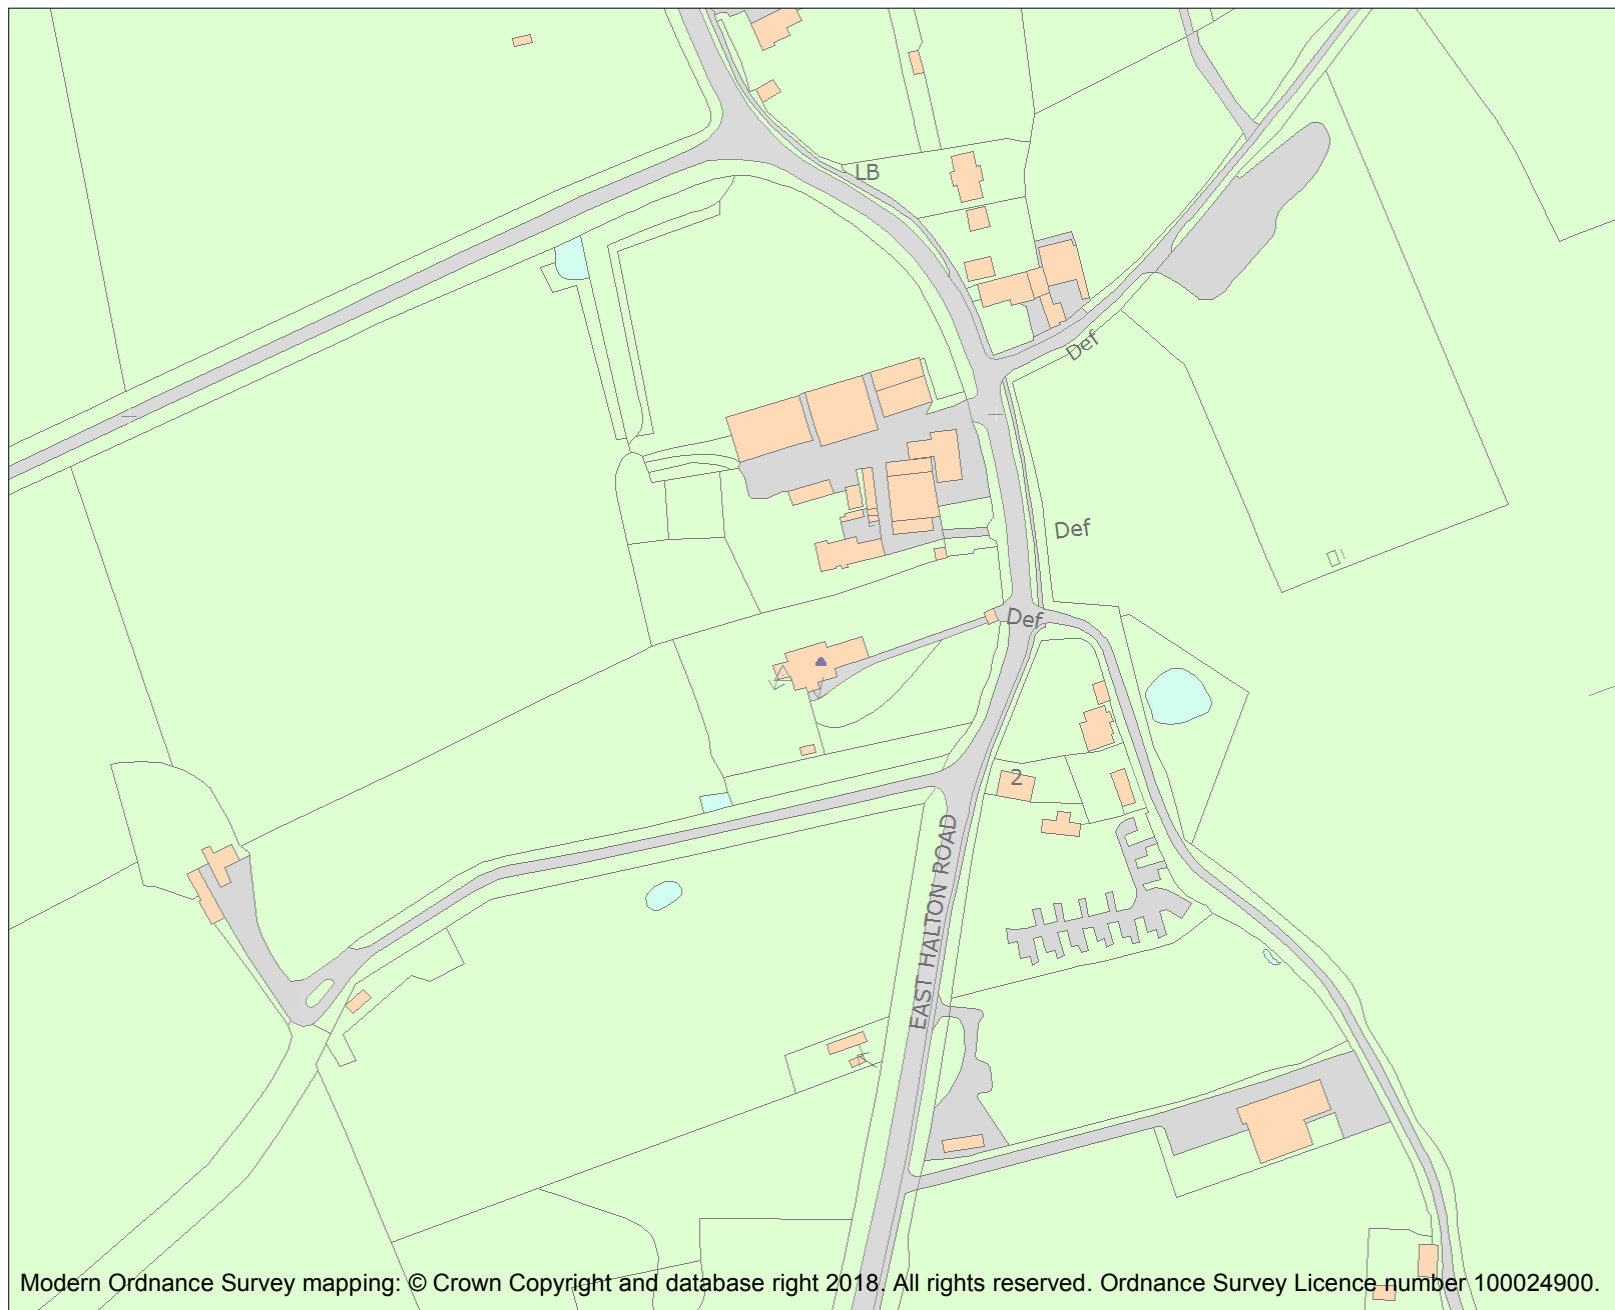 LB
Def
Def
Def
2
EAST HALTON ROAD
Modern Ordnance Survey mapping: © Crown Copyright and database right 2018. All rights reserved. Ordnance Survey Licence number 100024900.